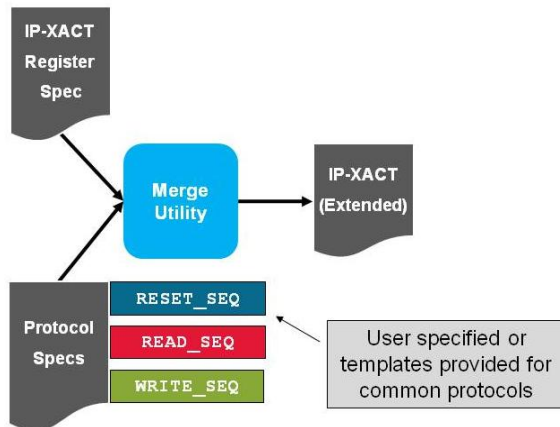 IP-XACT
Register
Spec
Merge
Utility
IP-XACT
(Extended)
Protocol
Specs
RESET_SEQ
READ_SEQ
WRITE_SEQ
User specified or
templates provided for
common protocols